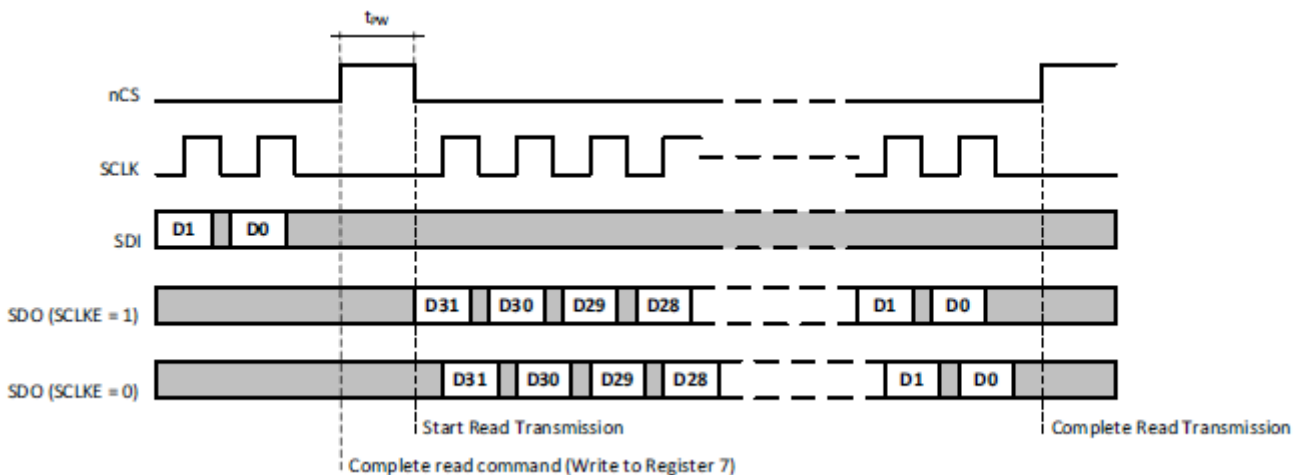 tPW
nCS
SCLK
SDI D1 D0
SDO (SCLKE = 1) D31 D30 D29 D28 D1 D0
SDO (SCLKE = 0) D31 D30 D29 D28 D1 D0
Start Read Transmission Complete Read Transmission
Complete read command (Write to Register 7)